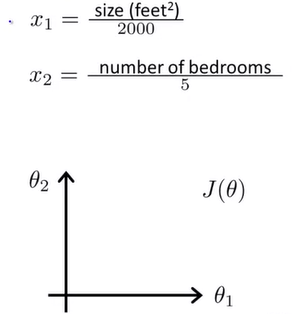 x₁ = size (feet²) / 2000
x₂ = number of bedrooms / 5
θ₂
J(θ)
θ₁